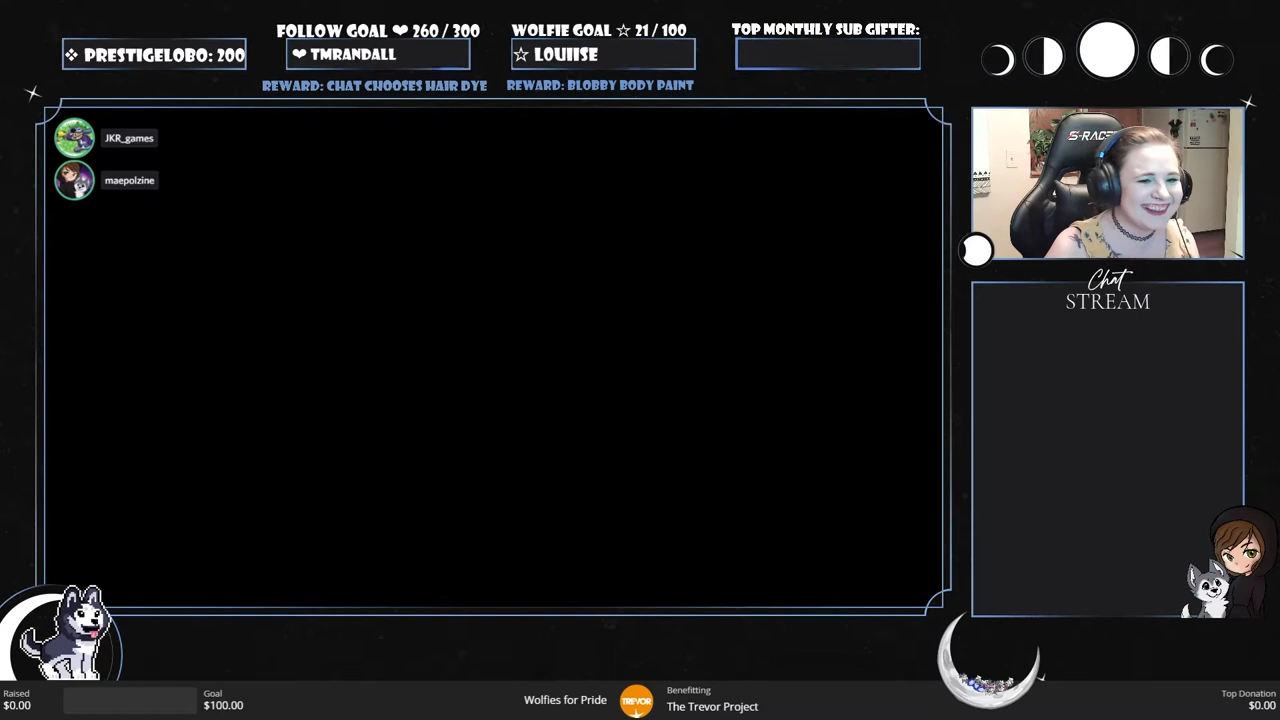 FOLLOW GOAL ❤ 260 / 300
WOLFIE GOAL ☆ 21 / 100
TOP MONTHLY SUB GIFTER:
❖ PRESTIGELOBO: 200
❤ TMRANDALL
☆ LOUIISE
REWARD: CHAT CHOOSES HAIR DYE
REWARD: BLOBBY BODY PAINT
JKR_games
maepolzine
S-RACER
Chat
STREAM
Raised
$0.00
Goal
$100.00
Wolfies for Pride
TREVOR
Benefitting
The Trevor Project
Top Donation
$0.00